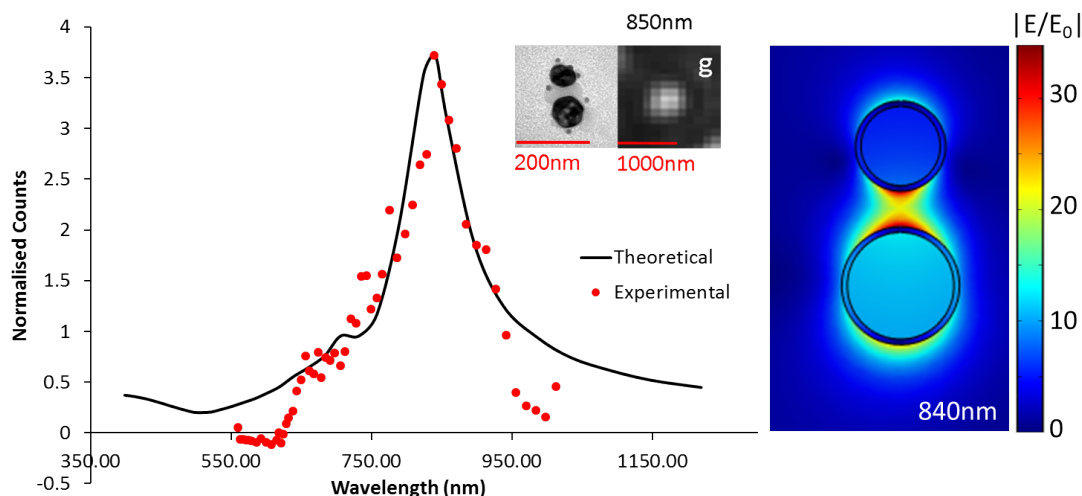 850nm
g
200nm
1000nm
4
3.5
3
2.5
2
1.5
1
0.5
0
-0.5
Normalised Counts
350.00
550.00
750.00
950.00
1150.00
Wavelength (nm)
Theoretical
Experimental
|E/E₀|
30
20
10
0
840nm